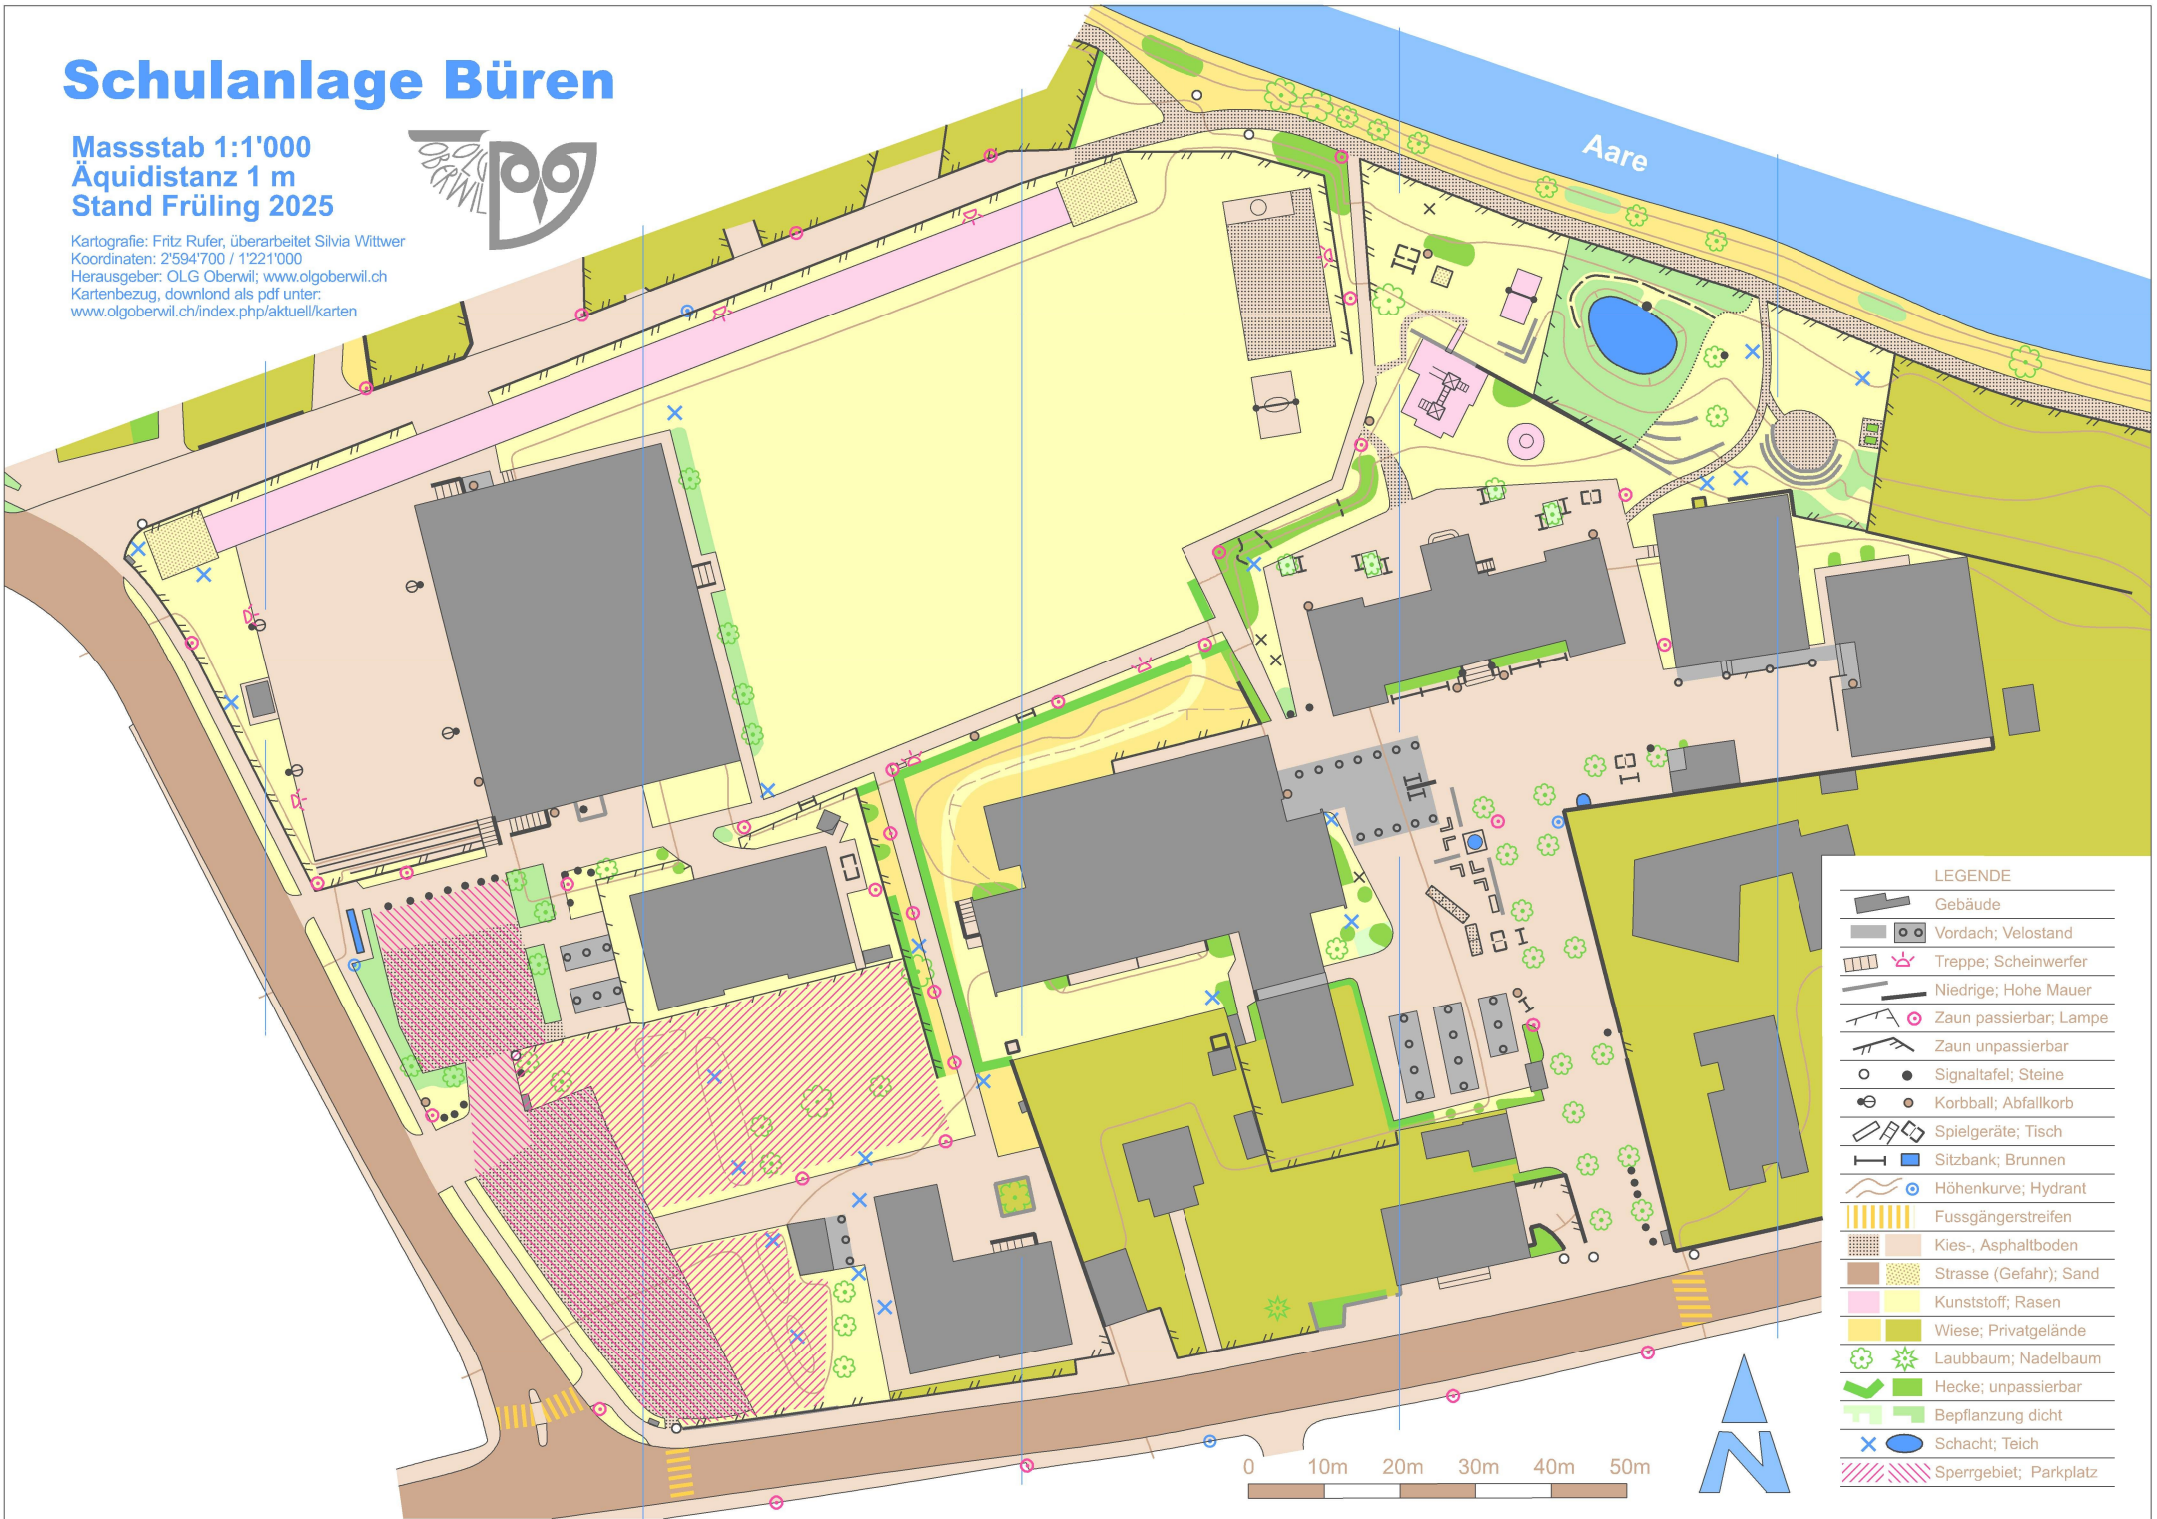 Schulanlage Büren
Massstab 1:1'000
Äquidistanz 1 m
Stand Früling 2025
OLG
OBERWIL
Kartografie: Fritz Rufer, überarbeitet Silvia Wittwer
Koordinaten: 2'594'700 / 1'221'000
Herausgeber: OLG Oberwil; www.olgoberwil.ch
Kartenbezug, downlond als pdf unter:
www.olgoberwil.ch/index.php/aktuell/karten
Aare
LEGENDE
Gebäude
Vordach; Velostand
Treppe; Scheinwerfer
Niedrige; Hohe Mauer
Zaun passierbar; Lampe
Zaun unpassierbar
Signaltafel; Steine
Korbball; Abfallkorb
Spielgeräte; Tisch
Sitzbank; Brunnen
Höhenkurve; Hydrant
Fussgängerstreifen
Kies-, Asphaltboden
Strasse (Gefahr); Sand
Kunststoff; Rasen
Wiese; Privatgelände
Laubbaum; Nadelbaum
Hecke; unpassierbar
Bepflanzung dicht
Schacht; Teich
Sperrgebiet; Parkplatz
0 10m 20m 30m 40m 50m
N